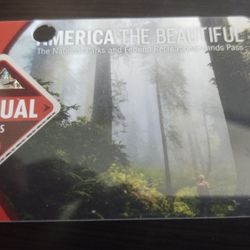 AMERICA THE BEAUTIFUL
The National Parks and Federal Recreational Lands Pass
UAL
S